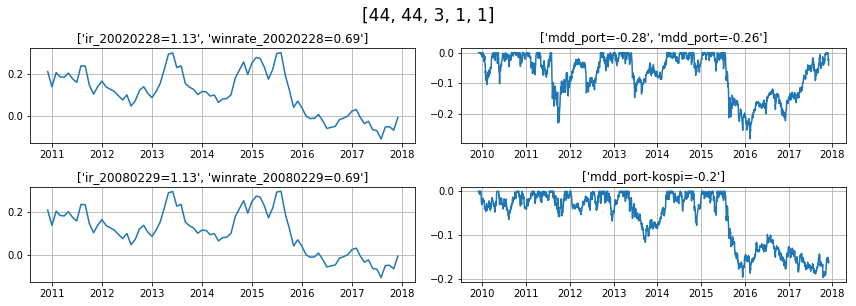 [44, 44, 3, 1, 1]
['ir_20020228=1.13', 'winrate_20020228=0.69']
0.2
0.0
2011 2012 2013 2014 2015 2016 2017 2018
['mdd_port=-0.28', 'mdd_port=-0.26']
0.0
−0.1
−0.2
2010 2011 2012 2013 2014 2015 2016 2017 2018
['ir_20080229=1.13', 'winrate_20080229=0.69']
0.2
0.0
2011 2012 2013 2014 2015 2016 2017 2018
['mdd_port-kospi=-0.2']
0.0
−0.1
−0.2
2010 2011 2012 2013 2014 2015 2016 2017 2018